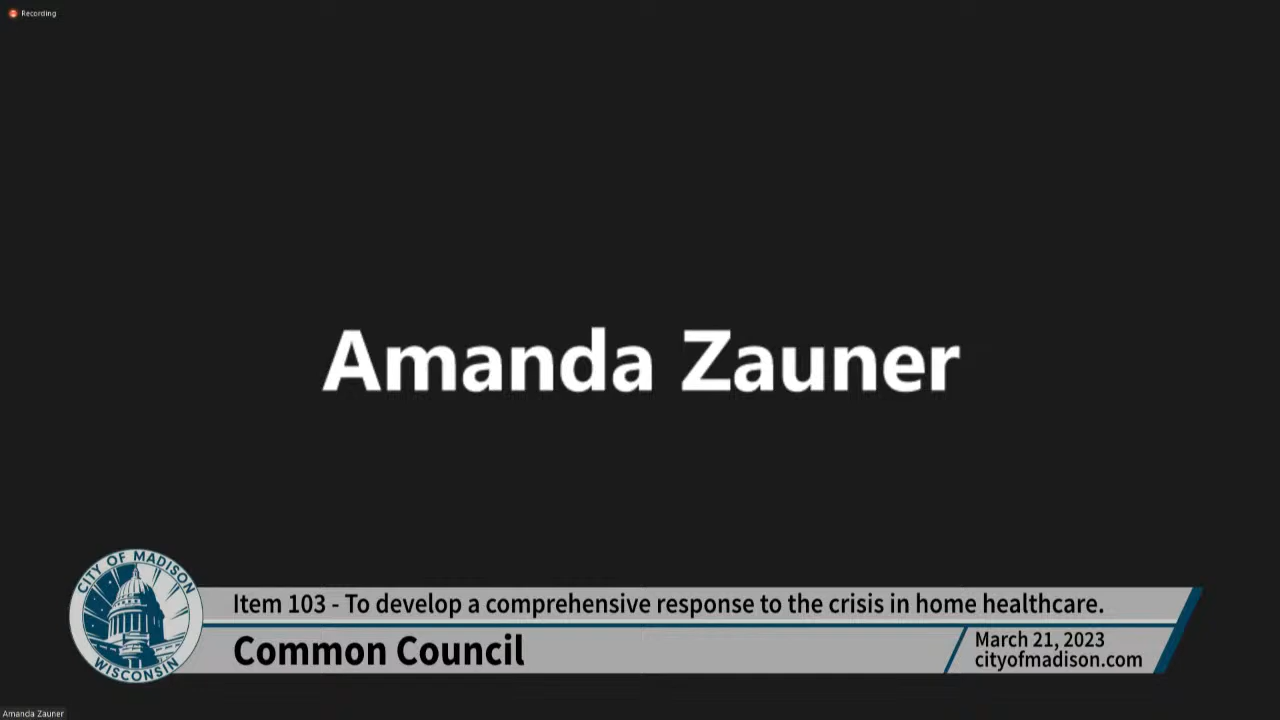 Recording
Amanda Zauner
CITY OF MADISON
WISCONSIN
Item 103 - To develop a comprehensive response to the crisis in home healthcare.
Common Council
March 21, 2023
cityofmadison.com
Amanda Zauner